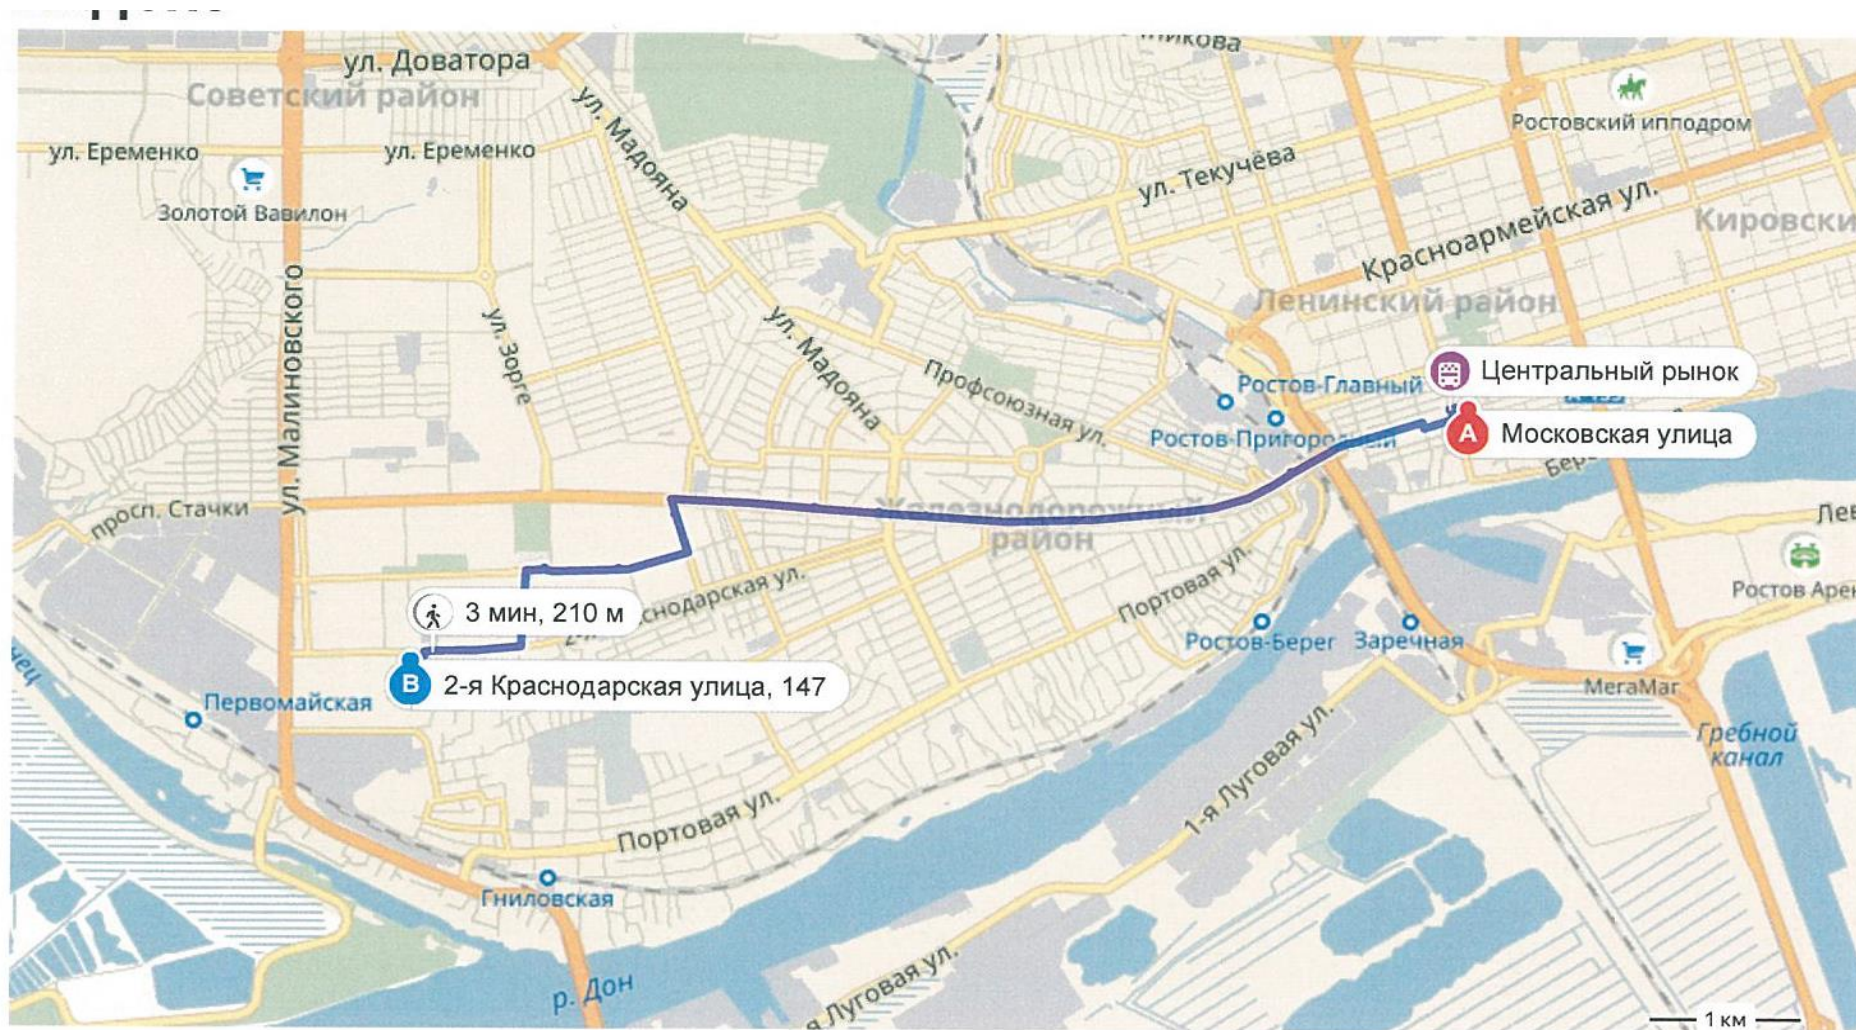 ул. Доватора
Советский район
ул. Еременко
ул. Еременко
ул. Мадояна
Золотой Вавилон
ул. Малиновского
ул. Зорге
ул. Мадояна
Профсоюзная ул.
ул. Текучёва
Ростовский ипподром
Красноармейская ул.
Кировски
Ленинский район
Ростов-Главный
Центральный рынок
Ростов-Пригородный
A
Московская улица
просп. Стачки
Железнодорожный
район
Лев
Ростов Арен
Портовая ул.
3 мин, 210 м
снодарская ул.
B
2-я Краснодарская улица, 147
Первомайская
Ростов-Берег
Заречная
МегаМаг
Гребной
канал
1-я Луговая ул.
Портовая ул.
Гниловская
р. Дон
я Луговая ул.
1 км